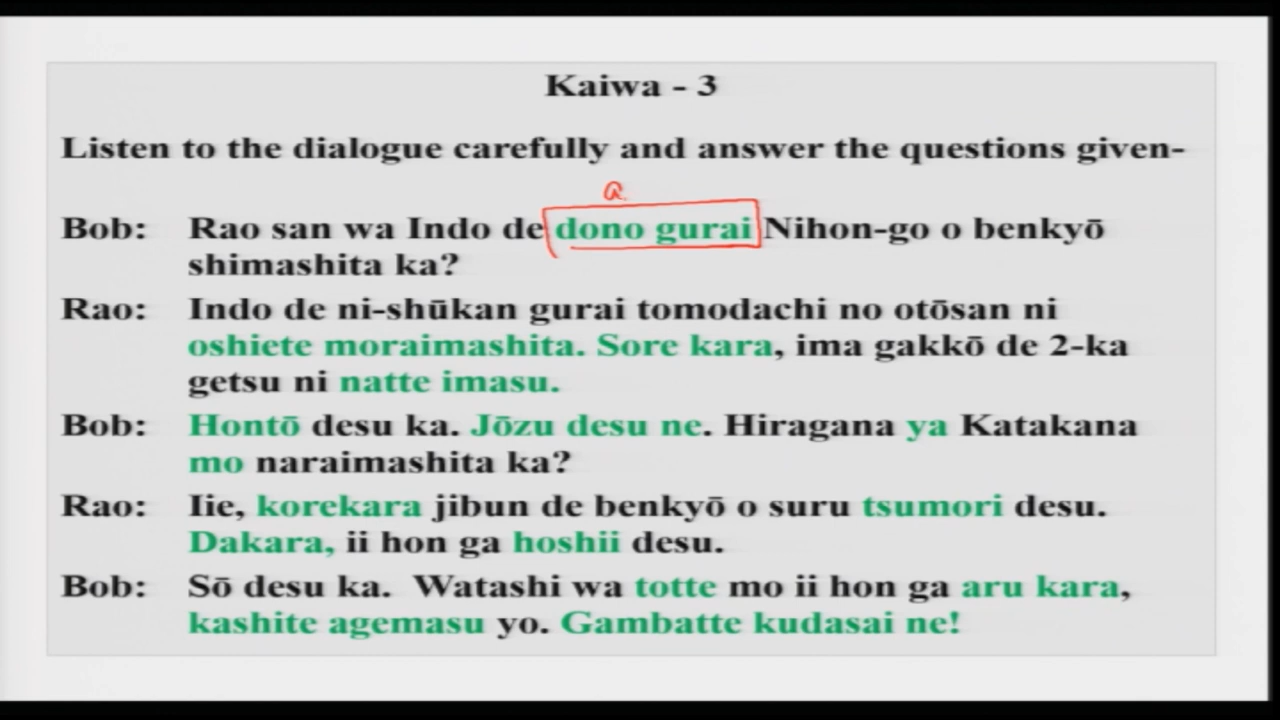 Kaiwa - 3
Listen to the dialogue carefully and answer the questions given-
Q.
Bob: Rao san wa Indo de dono gurai Nihon-go o benkyō
shimashita ka?
Rao: Indo de ni-shūkan gurai tomodachi no otōsan ni
oshiete moraimashita. Sore kara, ima gakkō de 2-ka
getsu ni natte imasu.
Bob: Hontō desu ka. Jōzu desu ne. Hiragana ya Katakana
mo naraimashita ka?
Rao: Iie, korekara jibun de benkyō o suru tsumori desu.
Dakara, ii hon ga hoshii desu.
Bob: Sō desu ka. Watashi wa totte mo ii hon ga aru kara,
kashite agemasu yo. Gambatte kudasai ne!